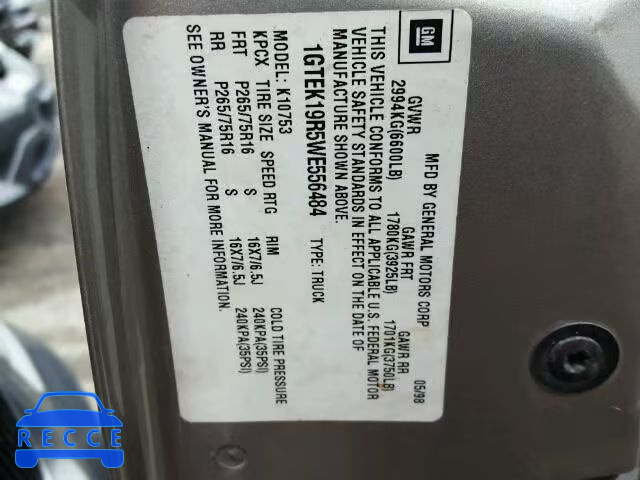 GM
MFD BY GENERAL MOTORS CORP 05/98
GVWR GAWR FRT GAWR RR
2994KG(6600LB) 1780KG(3925LB) 1701KG(3750LB)
THIS VEHICLE CONFORMS TO ALL APPLICABLE U.S. FEDERAL MOTOR
VEHICLE SAFETY STANDARDS IN EFFECT ON THE DATE OF
MANUFACTURE SHOWN ABOVE.
1GTEK19R5WE556484 TYPE: TRUCK
MODEL: K10753
KPCX TIRE SIZE SPEED RTG RIM COLD TIRE PRESSURE
FRT P265/75R16 S 16X7/6.5J 240KPA(35PSI)
RR P265/75R16 S 16X7/6.5J 240KPA(35PSI)
SEE OWNER'S MANUAL FOR MORE INFORMATION.
RECCE